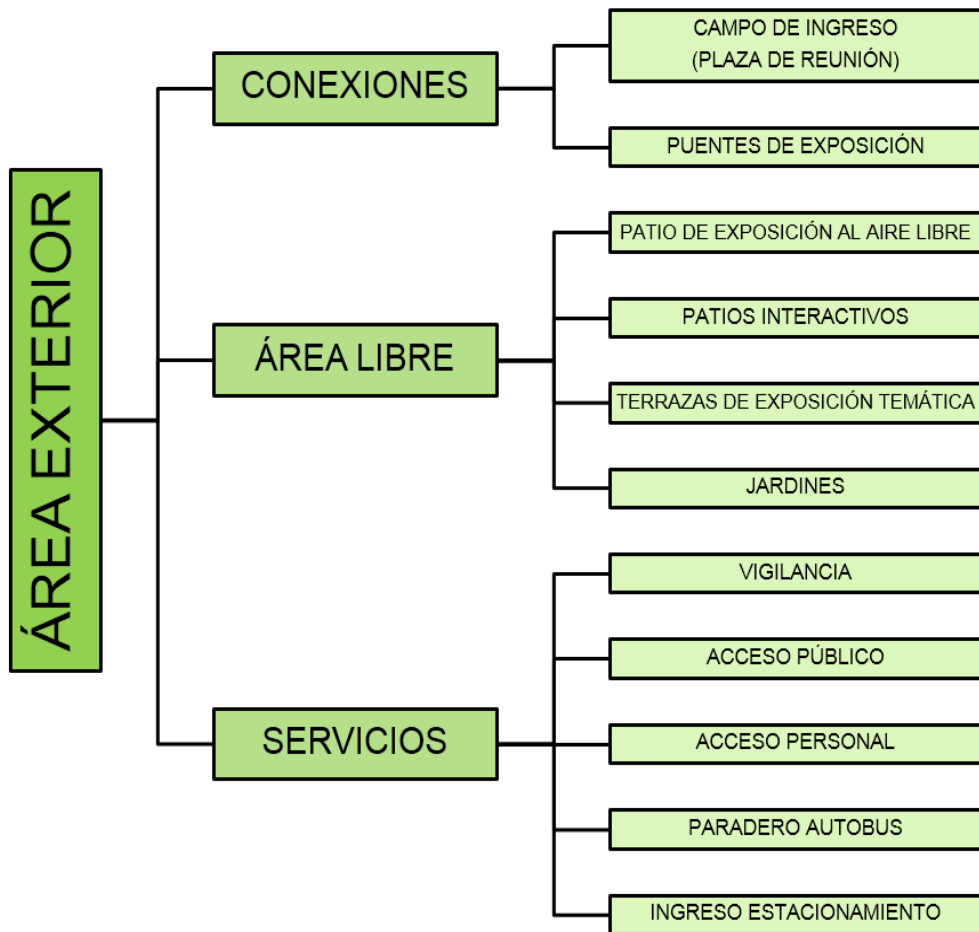 ÁREA EXTERIOR
CONEXIONES
CAMPO DE INGRESO
(PLAZA DE REUNIÓN)
PUENTES DE EXPOSICIÓN
ÁREA LIBRE
PATIO DE EXPOSICIÓN AL AIRE LIBRE
PATIOS INTERACTIVOS
TERRAZAS DE EXPOSICIÓN TEMÁTICA
JARDINES
SERVICIOS
VIGILANCIA
ACCESO PÚBLICO
ACCESO PERSONAL
PARADERO AUTOBUS
INGRESO ESTACIONAMIENTO